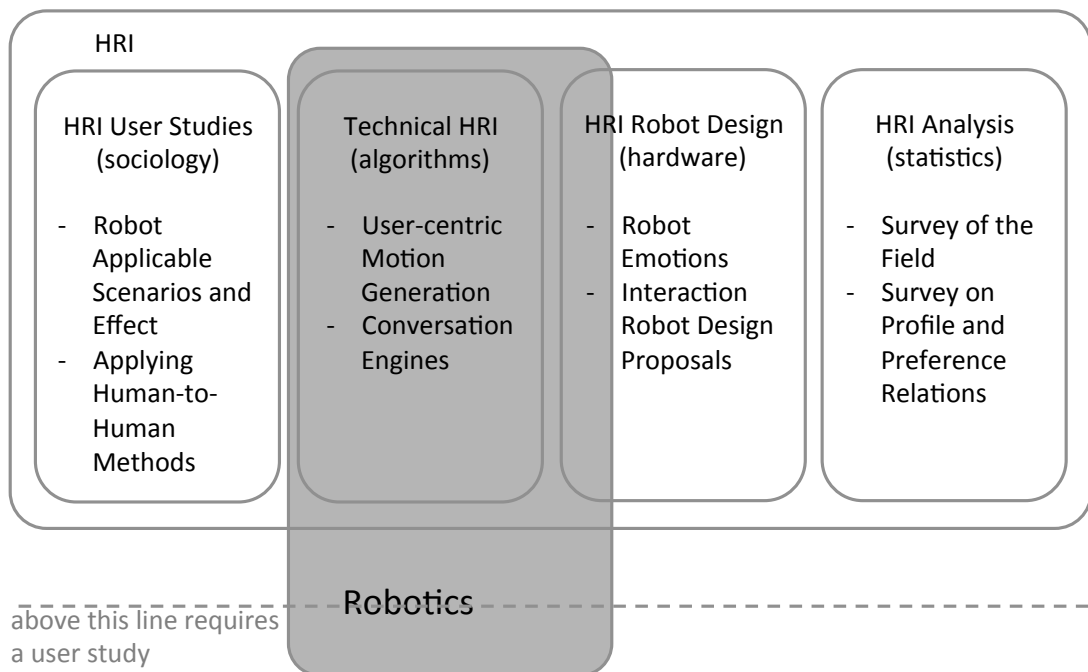 HRI
HRI User Studies
(sociology)
- Robot
Applicable
Scenarios and
Effect
- Applying
Human-to-
Human
Methods
Technical HRI
(algorithms)
- User-centric
Motion
Generation
- Conversation
Engines
HRI Robot Design
(hardware)
- Robot
Emotions
- Interaction
Robot Design
Proposals
HRI Analysis
(statistics)
- Survey of the
Field
- Survey on
Profile and
Preference
Relations
Robotics
above this line requires
a user study